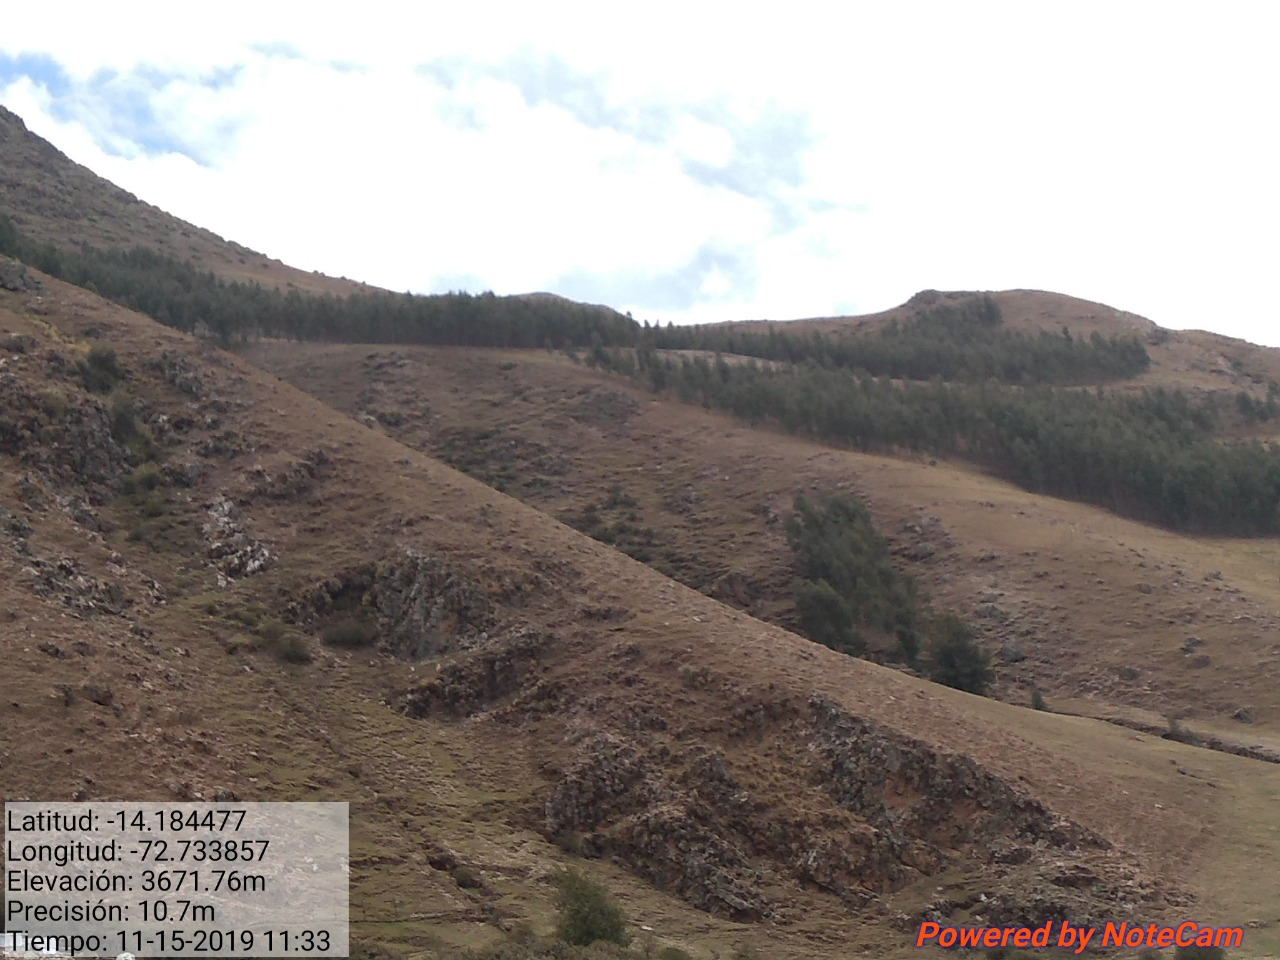 Latitud: -14.184477
Longitud: -72.733857
Elevación: 3671.76m
Precisión: 10.7m
Tiempo: 11-15-2019 11:33
Powered by NoteCam